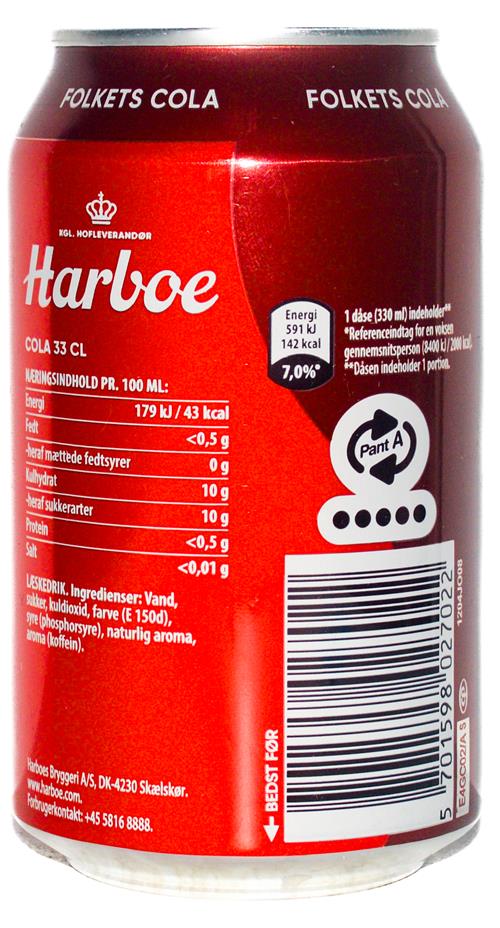 FOLKETS COLA
FOLKETS COLA
KGL. HOFLEVERANDØR
Harboe
COLA 33 CL
NÆRINGSINDHOLD PR. 100 ML:
Energi 179 kJ / 43 kcal
Fedt <0,5 g
-heraf mættede fedtsyrer 0 g
Kulhydrat 10 g
-heraf sukkerarter 10 g
Protein <0,5 g
Salt <0,01 g
LÆSKEDRIK. Ingredienser: Vand,
sukker, kuldioxid, farve (E 150d),
syre (phosphorsyre), naturlig aroma,
aroma (koffein).
Harboes Bryggeri A/S, DK-4230 Skælskør.
www.harboe.com.
Forbrugerkontakt: +45 5816 8888.
Energi
591 kJ
142 kcal
7,0%*
1 dåse (330 ml) indeholder**
*Referenceindtag for en voksen
gennemsnitsperson (8400 kJ / 2000 kcal).
**Dåsen indeholder 1 portion.
Pant A
BEDST FØR
5 701598 027022
1204JO08
E4GC02/A S